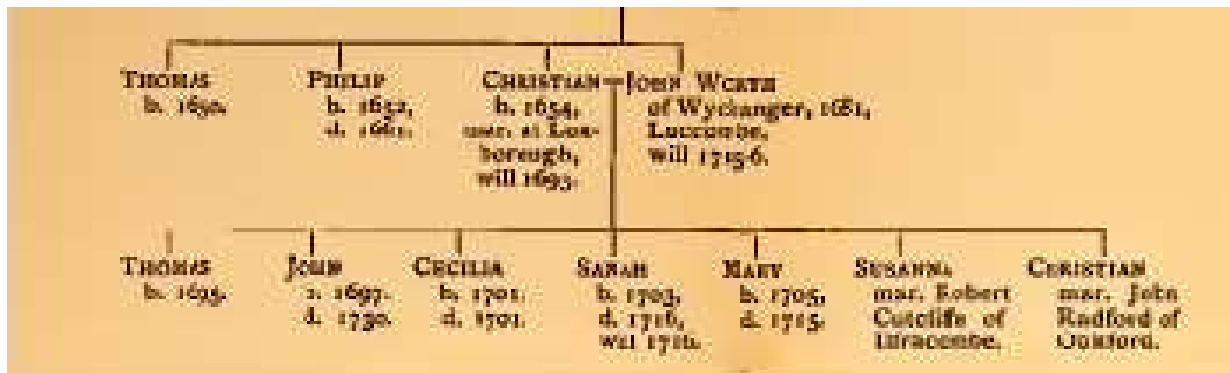 THOMAS
b. 1650.
PHILIP
b. 1652,
d. 1661.
CHRISTIAN
b. 1654,
mar. at Lox-
borough,
will 1693.
JOHN WORTH
of Wychanger, 1681,
Luccombe,
will 1715-6.
THOMAS
b. 1695.
JOHN
1697.
d. 1730.
CECILIA
b. 1701.
d. 1701.
SARAH
b. 1703,
d. 1716,
will 1716.
MARY
b. 1705,
d. 1715.
SUSANNA
mar. Robert
Cutcliffe of
Ilfracombe.
CHRISTIAN
mar. John
Radford of